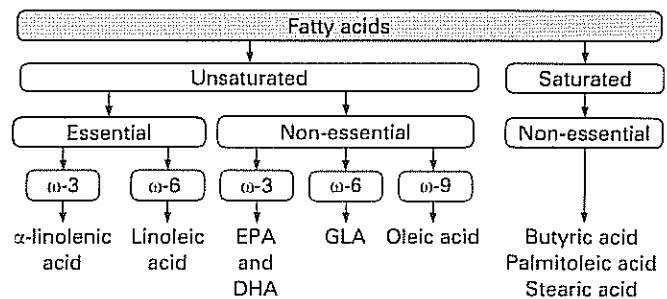 Fatty acids
Unsaturated
Saturated
Essential
Non-essential
Non-essential
ω-3
ω-6
ω-3
ω-6
ω-9
α-linolenic
acid
Linoleic
acid
EPA
and
DHA
GLA
Oleic acid
Butyric acid
Palmitoleic acid
Stearic acid